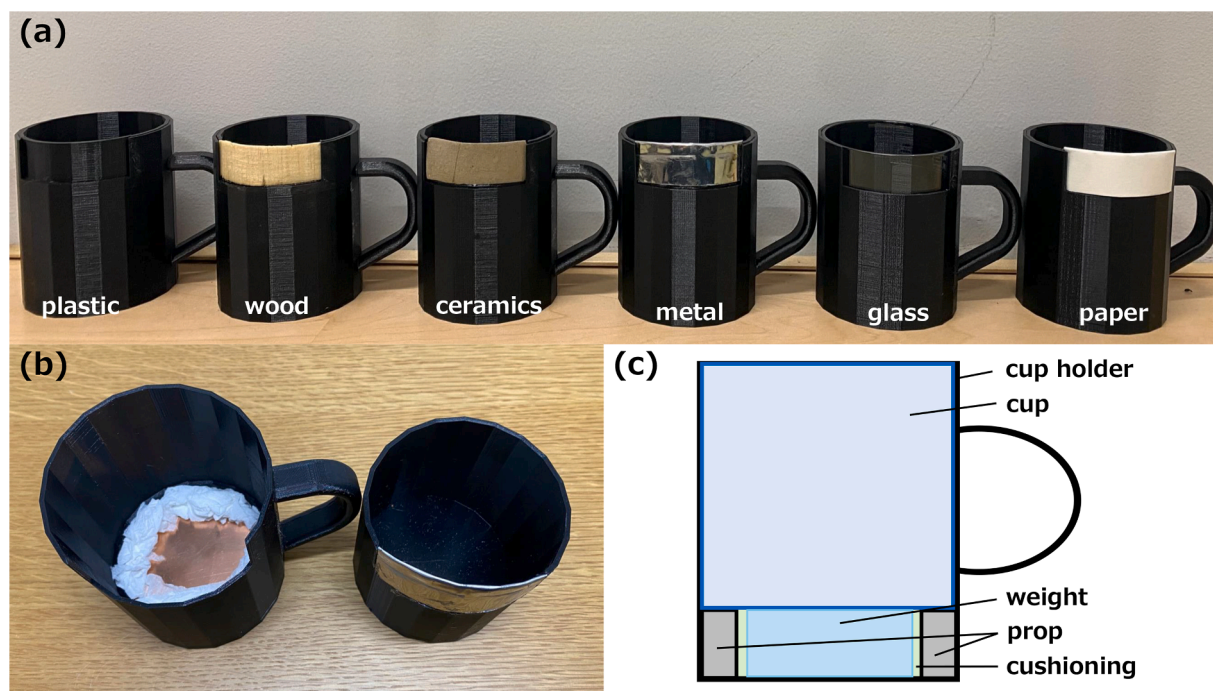 (a)
plastic
wood
ceramics
metal
glass
paper
(b)
(c)
cup holder
cup
weight
prop
cushioning